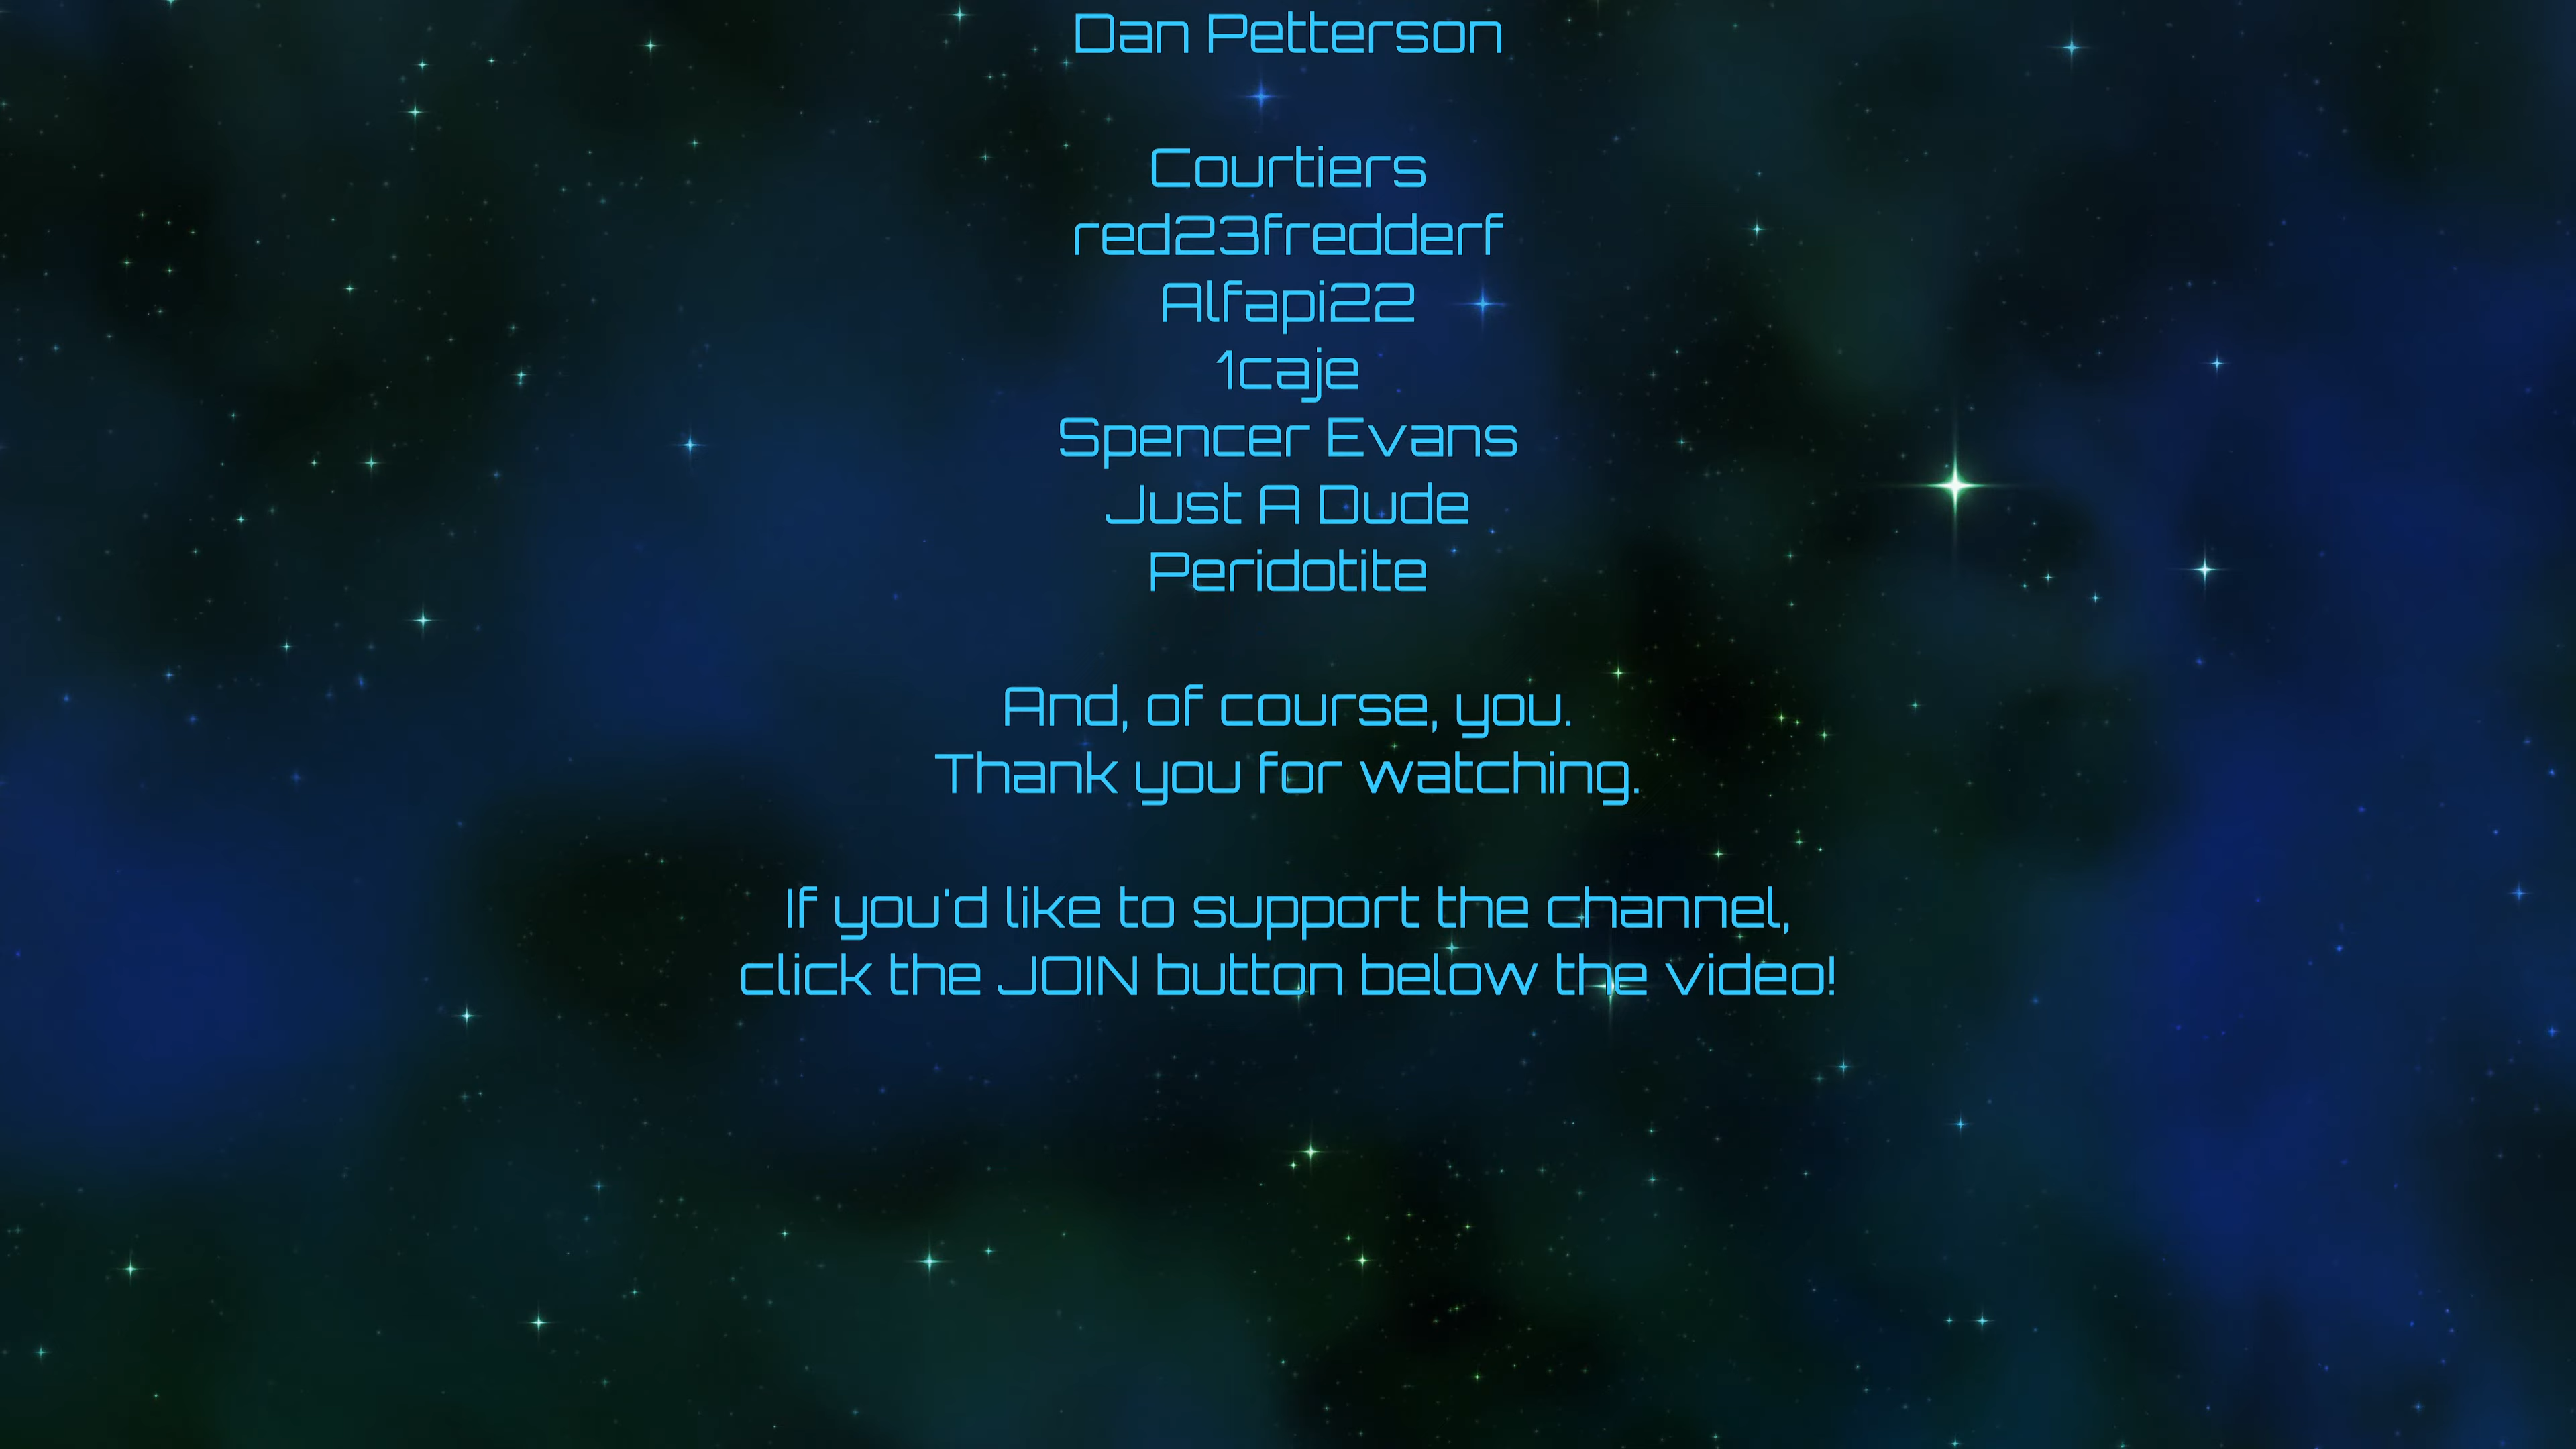 Dan Petterson
Courtiers
red23fredderf
Alfapi22
1caje
Spencer Evans
Just A Dude
Peridotite
And, of course, you.
Thank you for watching.
If you'd like to support the channel,
click the JOIN button below the video!